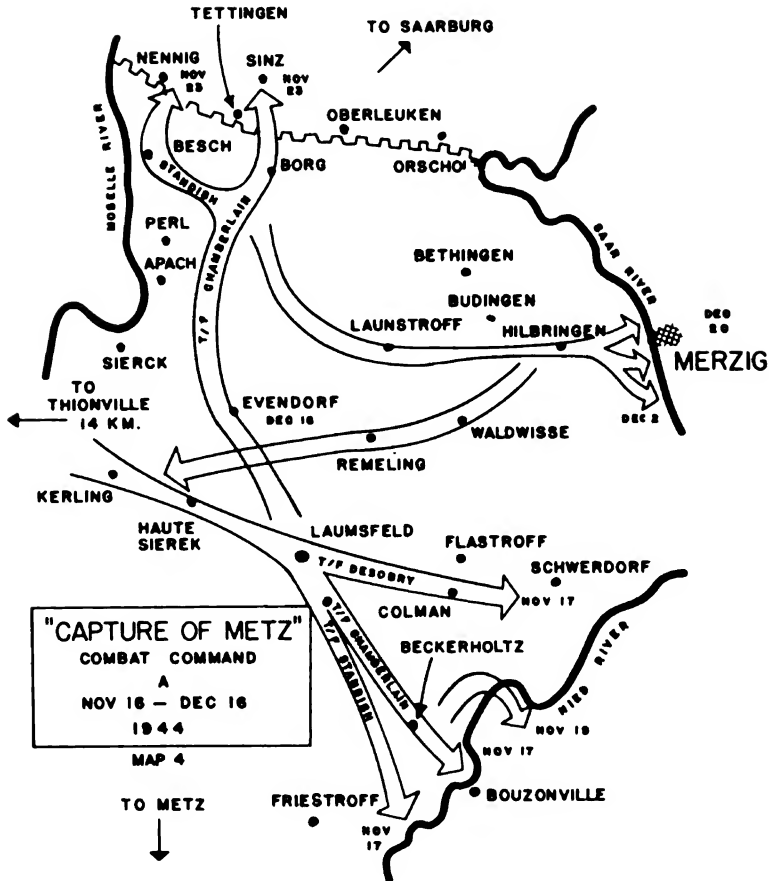 TETTINGEN
TO SAARBURG
NENNIG
NOV
23
SINZ
NOV
23
OBERLEUKEN
BESCH
BORG
ORSCHO
STANDISH
MOSELLE RIVER
T/F CHAMBERLAIN
PERL
APACH
BETHINGEN
BUDINGEN
SAAR RIVER
DEC
20
LAUNSTROFF
HILBRINGEN
MERZIG
SIERCK
TO
THIONVILLE
14 KM.
EVENDORF
DEC 16
WALDWISSE
DEC 2
REMELING
KERLING
HAUTE
SIEREK
LAUMSFELD
FLASTROFF
T/F DESOBRY
SCHWERDORF
COLMAN
NOV 17
T/F CHAMBERLAIN
T/F STANDISH
BECKERHOLTZ
NIED RIVER
"CAPTURE OF METZ"
COMBAT COMMAND
A
NOV 16 – DEC 16
1944
MAP 4
NOV 19
NOV 17
TO METZ
FRIESTROFF
BOUZONVILLE
NOV
17